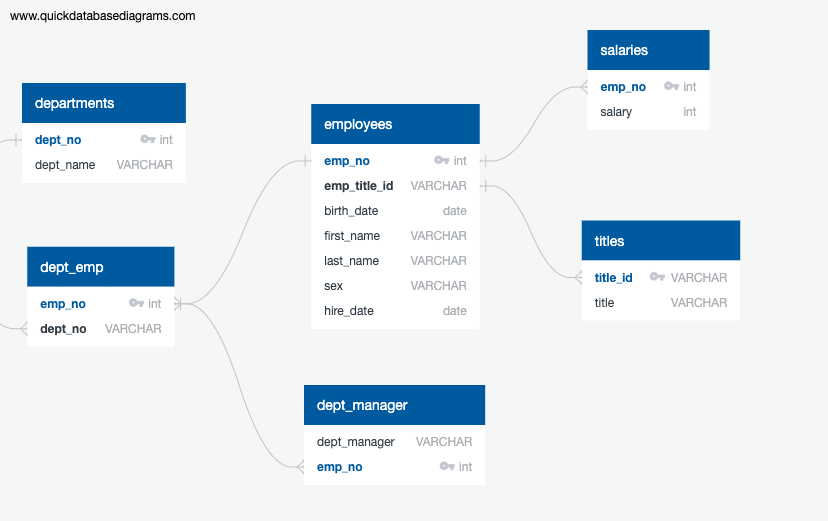 www.quickdatabasediagrams.com
departments
dept_no int
dept_name VARCHAR
dept_emp
emp_no int
dept_no VARCHAR
employees
emp_no int
emp_title_id VARCHAR
birth_date date
first_name VARCHAR
last_name VARCHAR
sex VARCHAR
hire_date date
dept_manager
dept_manager VARCHAR
emp_no int
salaries
emp_no int
salary int
titles
title_id VARCHAR
title VARCHAR